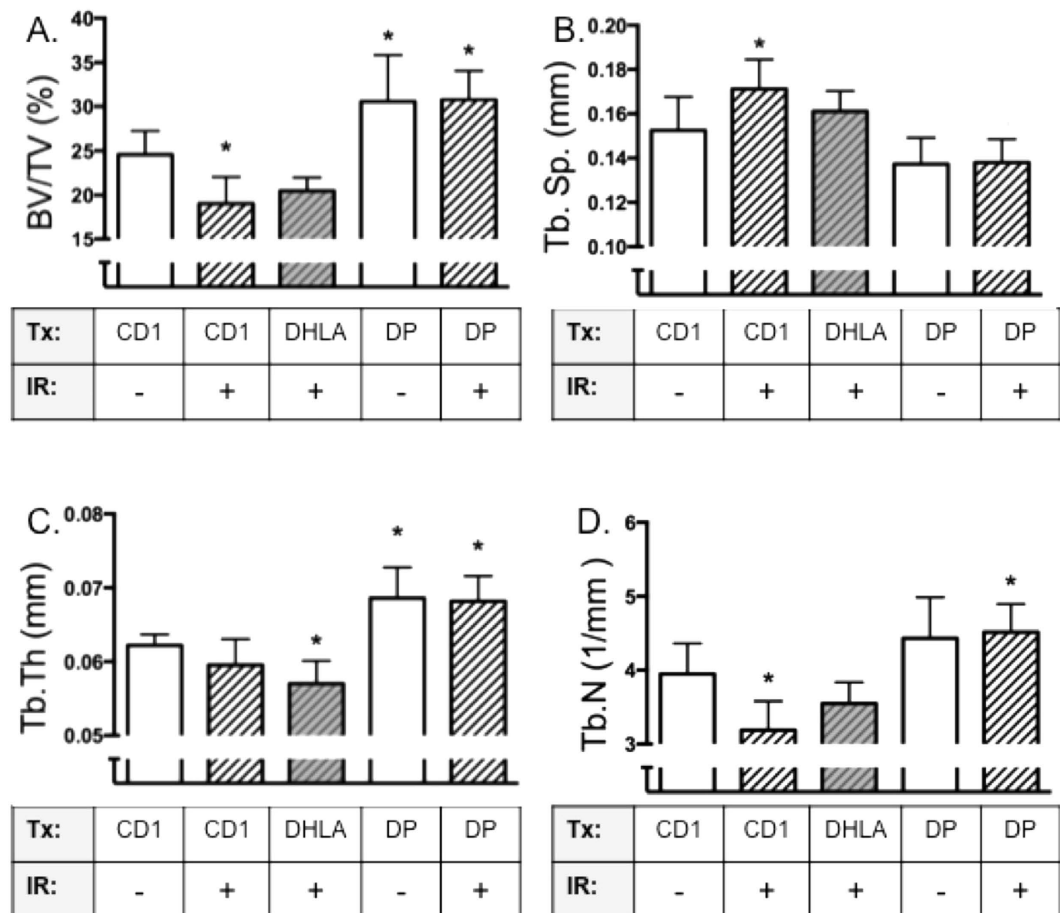 A.
BV/TV (%)
40
35
30
25
20
15
* * *
Tx: CD1 CD1 DHLA DP DP
IR: - + + - +
B.
Tb. Sp. (mm)
0.20
0.18
0.16
0.14
0.12
0.10
*
Tx: CD1 CD1 DHLA DP DP
IR: - + + - +
C.
Tb.Th (mm)
0.08
0.07
0.06
0.05
* * *
Tx: CD1 CD1 DHLA DP DP
IR: - + + - +
D.
Tb.N (1/mm )
6
5
4
3
* *
Tx: CD1 CD1 DHLA DP DP
IR: - + + - +